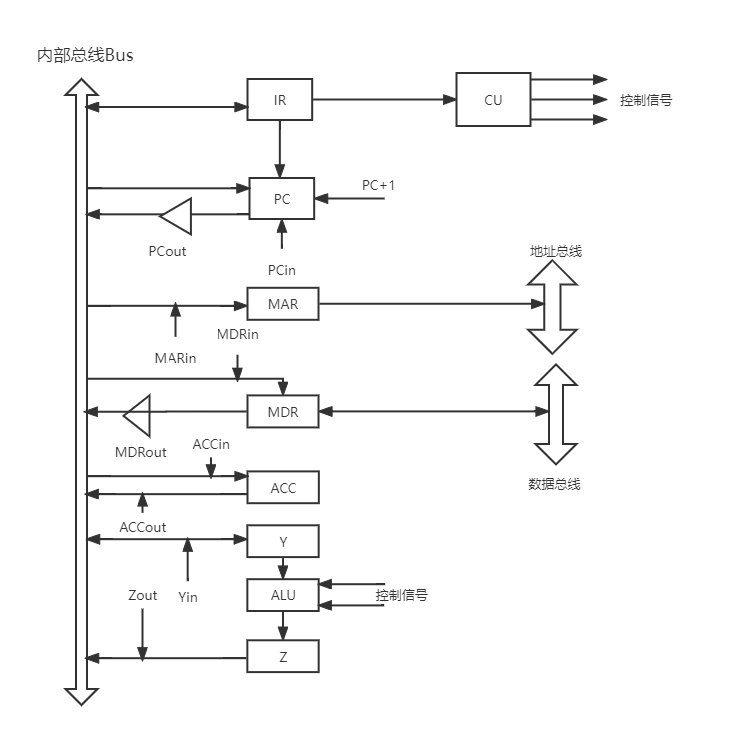 内部总线Bus
IR
CU
控制信号
PC
PC+1
PCout
PCin
地址总线
MAR
MDRin
MARin
MDR
MDRout
ACCin
数据总线
ACC
ACCout
Y
Zout
Yin
ALU
控制信号
Z